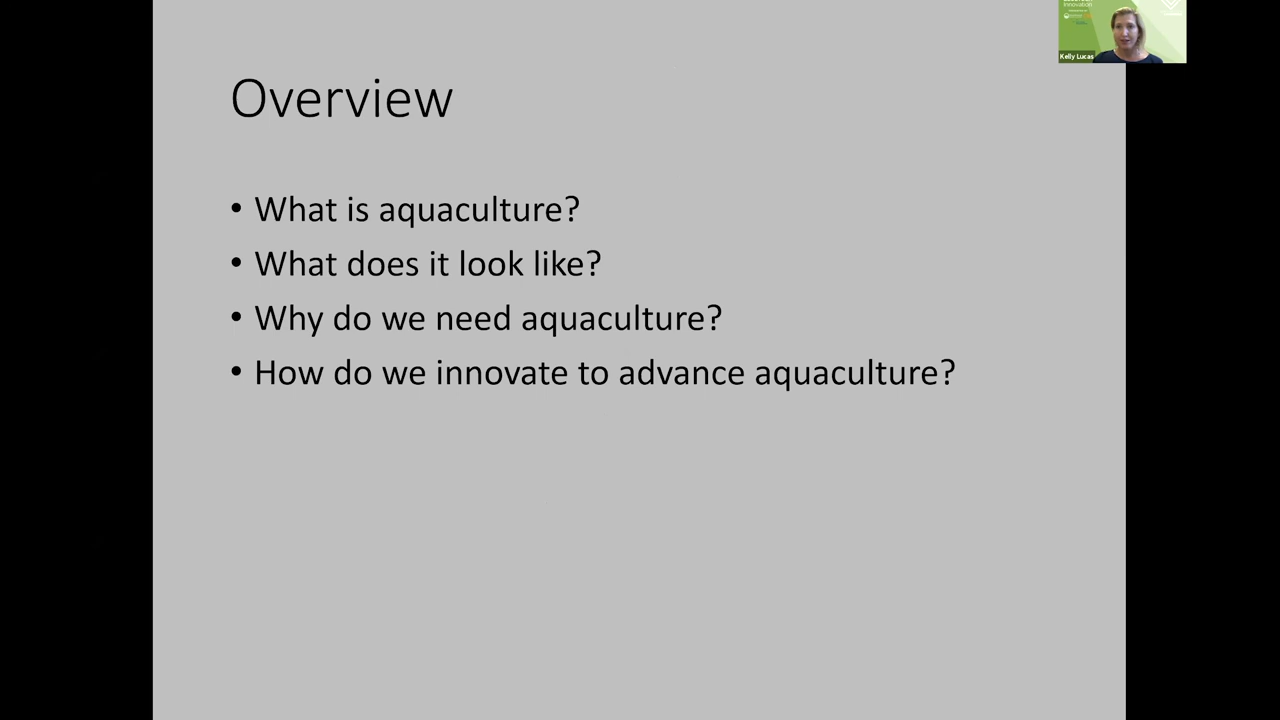 Overview
• What is aquaculture?
• What does it look like?
• Why do we need aquaculture?
• How do we innovate to advance aquaculture?
Innovation
Kelly Lucas